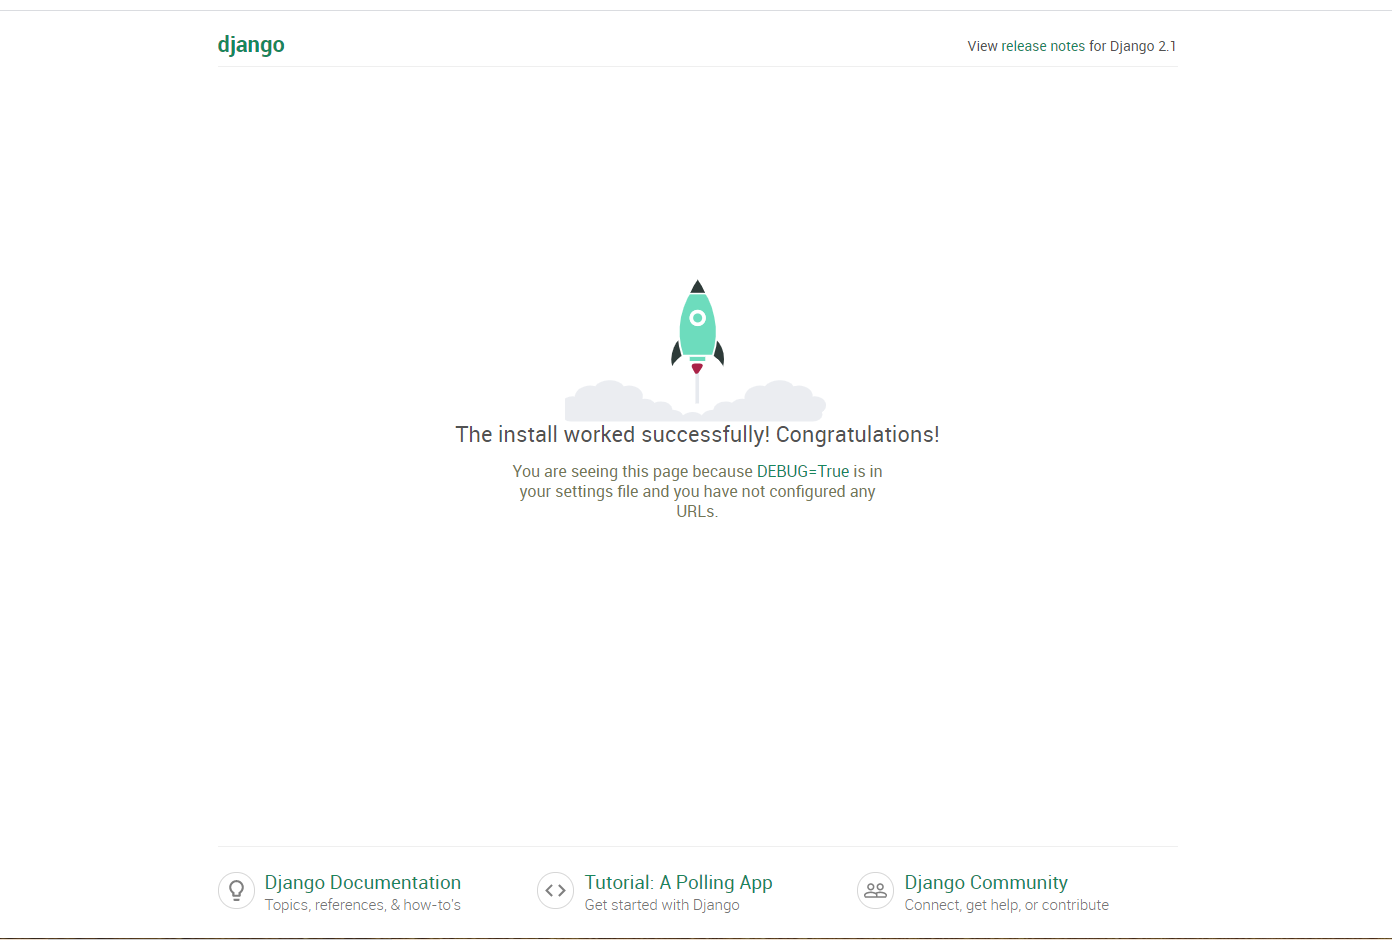 django
View release notes for Django 2.1
The install worked successfully! Congratulations!
You are seeing this page because DEBUG=True is in
your settings file and you have not configured any
URLs.
Django Documentation
Topics, references, & how-to's
Tutorial: A Polling App
Get started with Django
Django Community
Connect, get help, or contribute